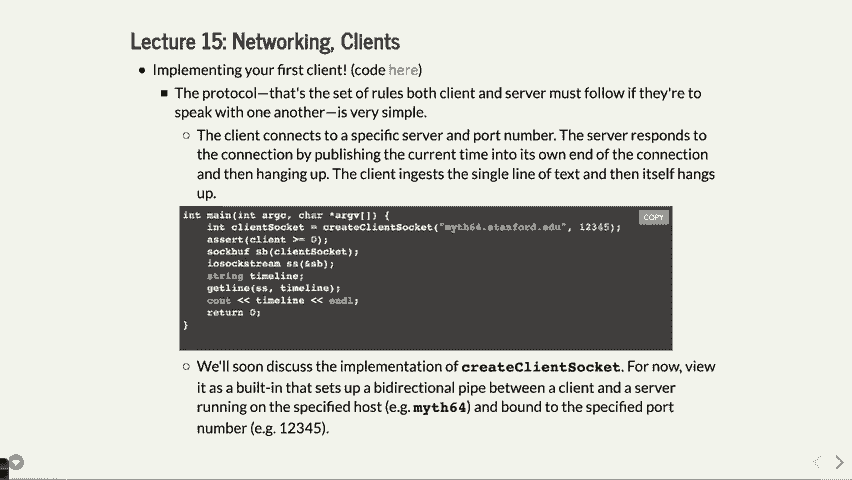 Lecture 15: Networking, Clients
• Implementing your first client! (code here)
▪ The protocol—that's the set of rules both client and server must follow if they're to
speak with one another—is very simple.
○ The client connects to a specific server and port number. The server responds to
the connection by publishing the current time into its own end of the connection
and then hanging up. The client ingests the single line of text and then itself hangs
up.
COPY
int main(int argc, char *argv[]) {
    int clientSocket = createClientSocket("myth64.stanford.edu", 12345);
    assert(client >= 0);
    sockbuf sb(clientSocket);
    iosockstream ss(&sb);
    string timeline;
    getline(ss, timeline);
    cout << timeline << endl;
    return 0;
}
○ We'll soon discuss the implementation of createClientSocket. For now, view
it as a built-in that sets up a bidirectional pipe between a client and a server
running on the specified host (e.g. myth64) and bound to the specified port
number (e.g. 12345).